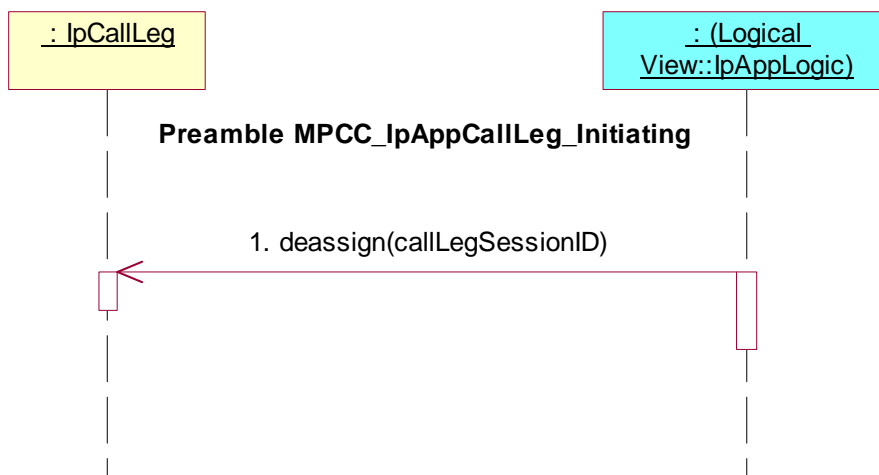 : IpCallLeg
: (Logical
View::IpAppLogic)
Preamble MPCC_IpAppCallLeg_Initiating
1. deassign(callLegSessionID)